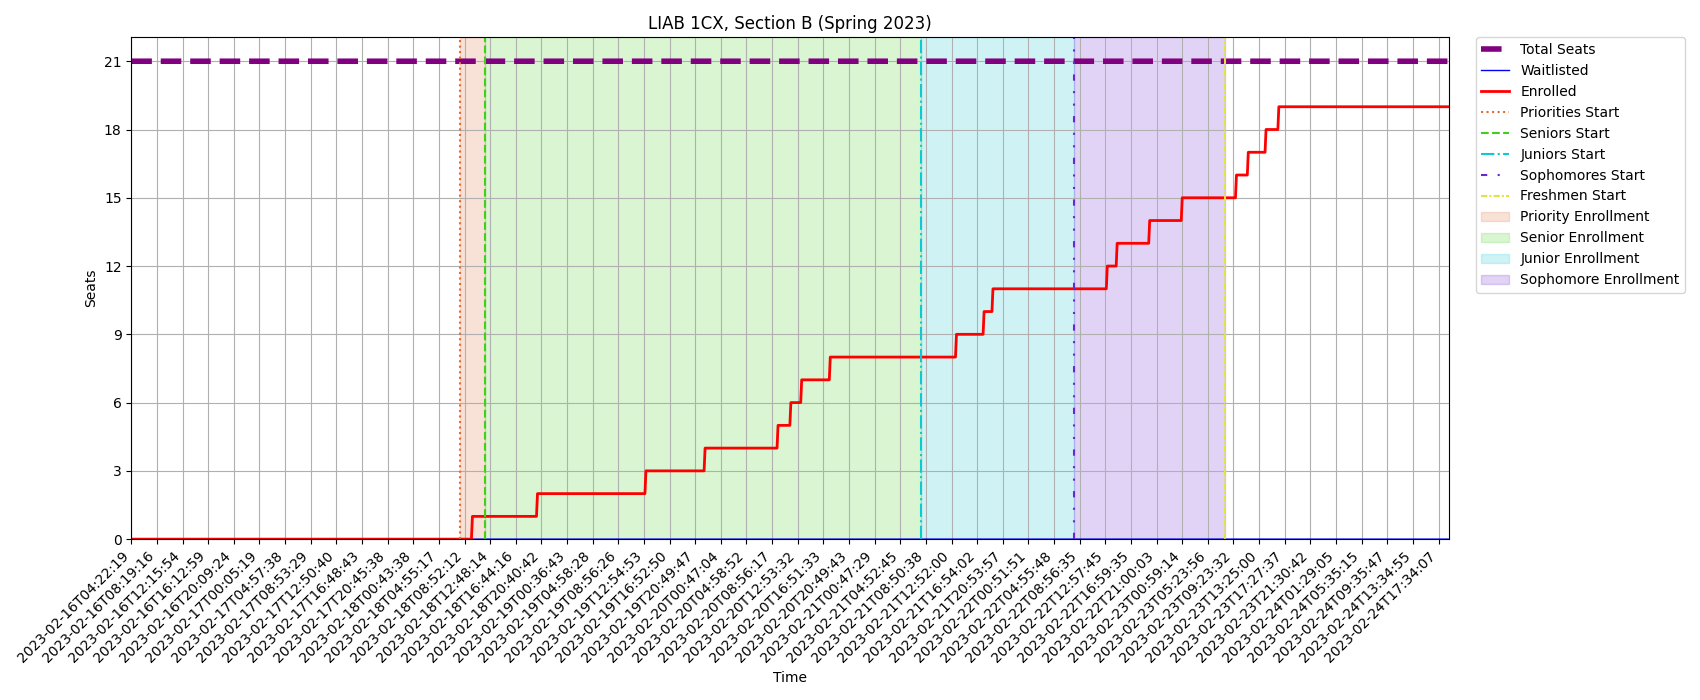 LIAB 1CX, Section B (Spring 2023)
Seats
21
18
15
12
9
6
3
0
2023-02-16T04:22:19
2023-02-16T08:19:16
2023-02-16T12:15:54
2023-02-16T16:12:59
2023-02-16T20:09:24
2023-02-17T00:05:19
2023-02-17T04:57:38
2023-02-17T08:53:29
2023-02-17T12:50:40
2023-02-17T16:48:43
2023-02-17T20:45:38
2023-02-18T00:43:38
2023-02-18T04:55:17
2023-02-18T08:52:12
2023-02-18T12:48:14
2023-02-18T16:44:16
2023-02-18T20:40:42
2023-02-19T00:36:43
2023-02-19T04:58:28
2023-02-19T08:56:26
2023-02-19T12:54:53
2023-02-19T16:52:50
2023-02-19T20:49:47
2023-02-20T00:47:04
2023-02-20T04:58:52
2023-02-20T08:56:17
2023-02-20T12:53:32
2023-02-20T16:51:33
2023-02-20T20:49:43
2023-02-21T00:47:29
2023-02-21T04:52:45
2023-02-21T08:50:38
2023-02-21T12:52:00
2023-02-21T16:54:02
2023-02-21T20:53:57
2023-02-22T00:51:51
2023-02-22T04:55:48
2023-02-22T08:56:35
2023-02-22T12:57:45
2023-02-22T16:59:35
2023-02-22T21:00:03
2023-02-23T00:59:14
2023-02-23T05:23:56
2023-02-23T09:23:32
2023-02-23T13:25:00
2023-02-23T17:27:37
2023-02-23T21:30:42
2023-02-24T01:29:05
2023-02-24T05:35:15
2023-02-24T09:35:47
2023-02-24T13:34:55
2023-02-24T17:34:07
Time
Total Seats
Waitlisted
Enrolled
Priorities Start
Seniors Start
Juniors Start
Sophomores Start
Freshmen Start
Priority Enrollment
Senior Enrollment
Junior Enrollment
Sophomore Enrollment